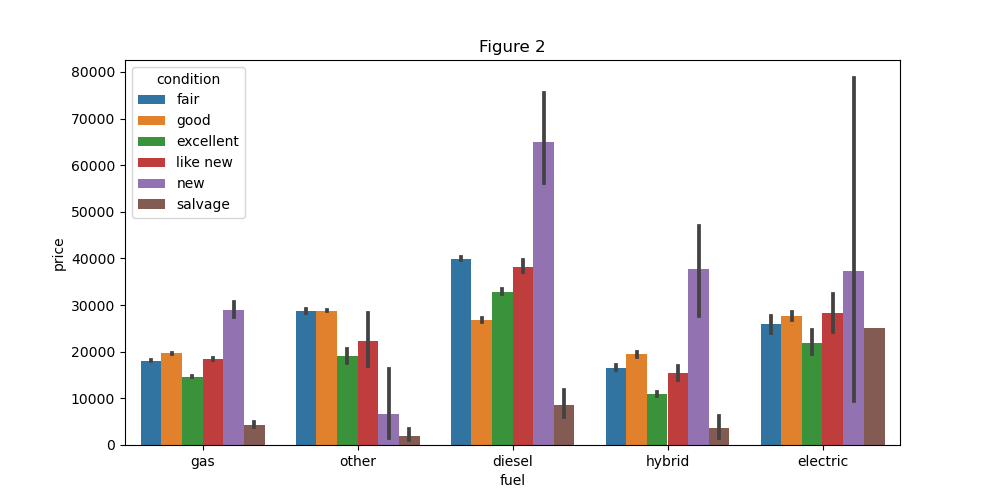 Figure 2
condition
fair
good
excellent
like new
new
salvage
price
80000
70000
60000
50000
40000
30000
20000
10000
0
gas other diesel hybrid electric
fuel